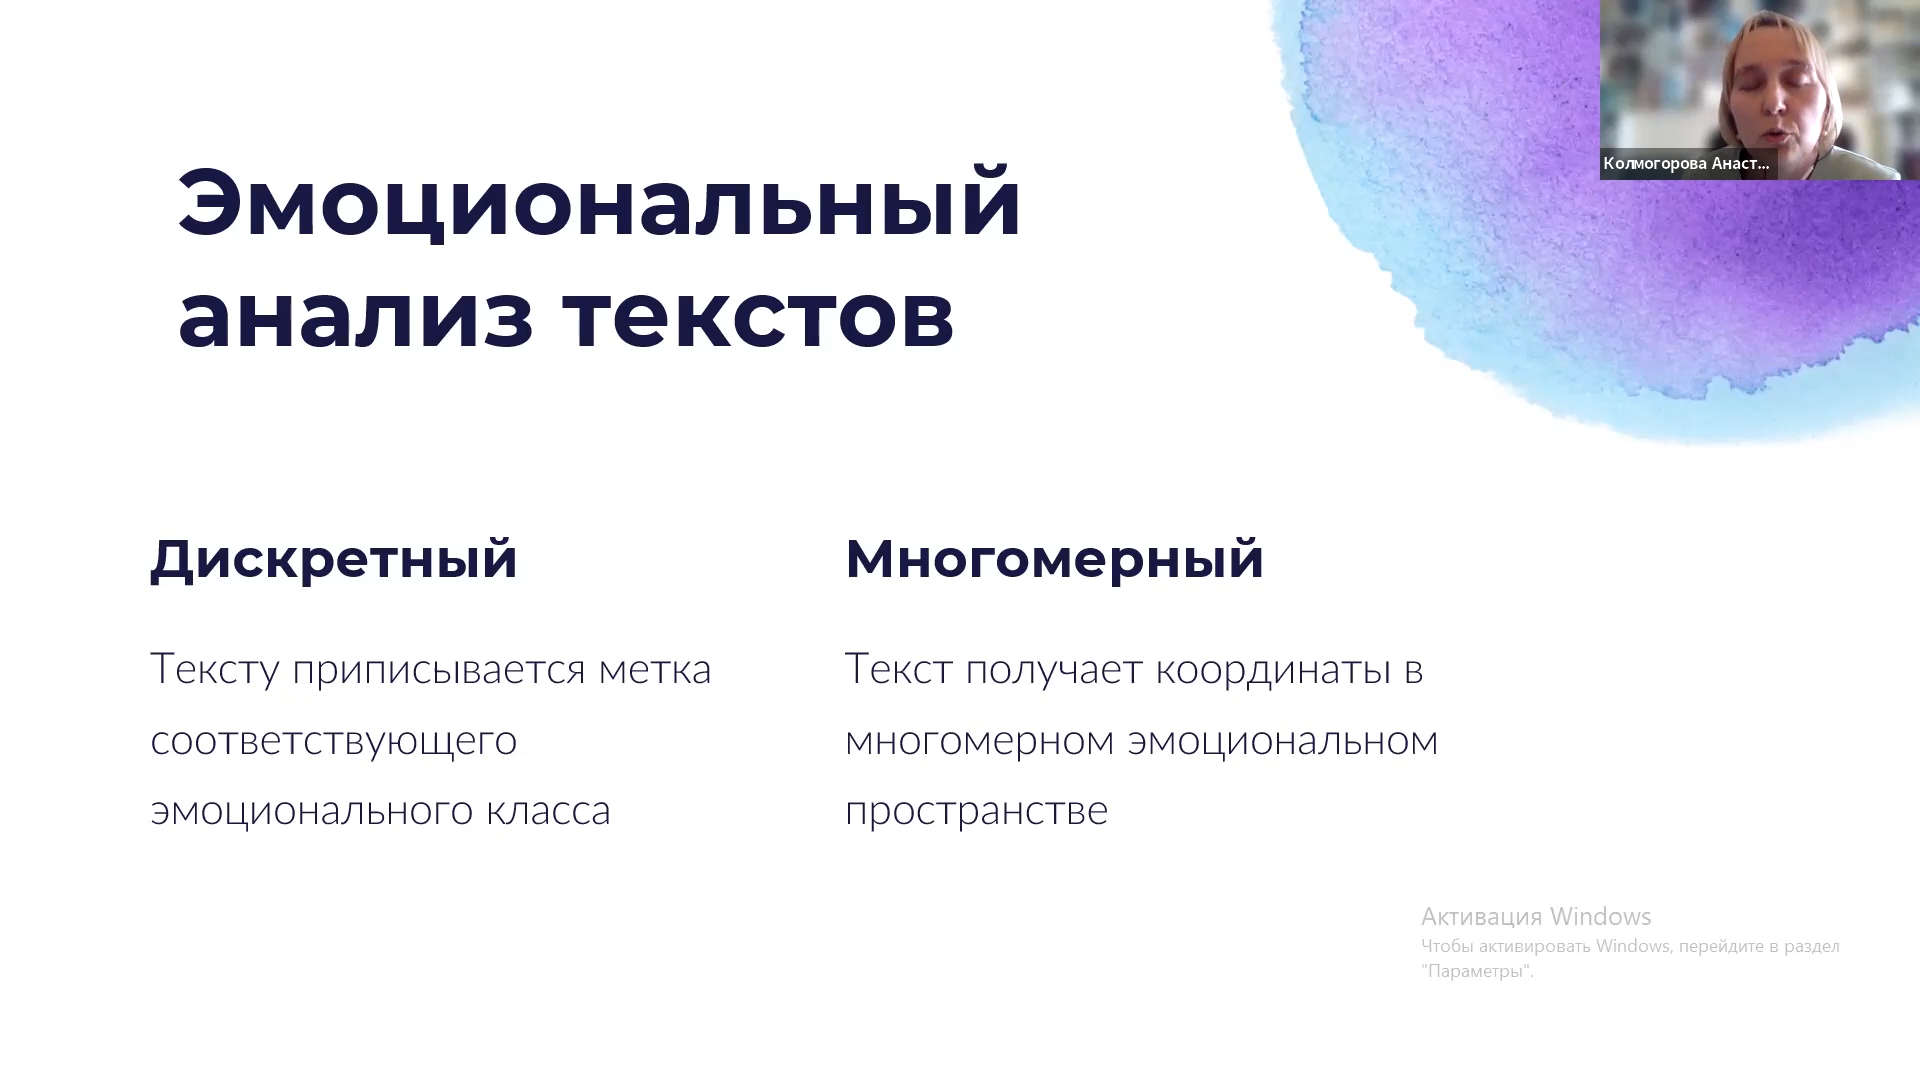 Колмогорова Анаст...
Эмоциональный
анализ текстов
Дискретный
Тексту приписывается метка
соответствующего
эмоционального класса
Многомерный
Текст получает координаты в
многомерном эмоциональном
пространстве
Активация Windows
Чтобы активировать Windows, перейдите в раздел
"Параметры".